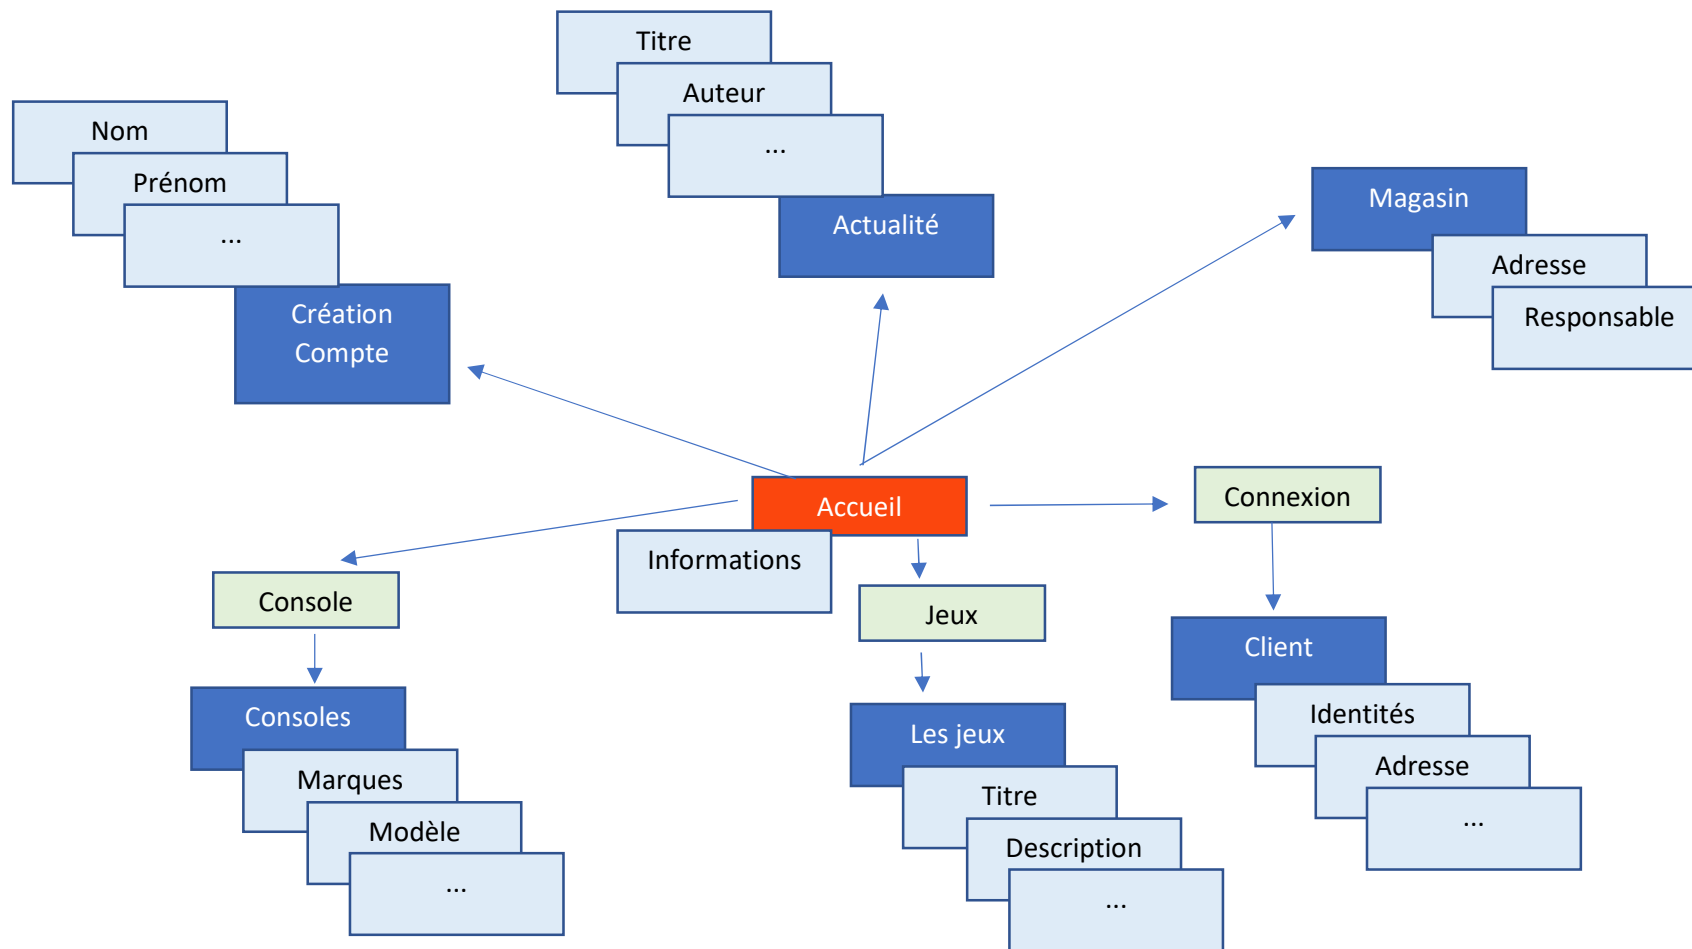 Titre
Auteur
...
Actualité
Nom
Prénom
...
Création
Compte
Magasin
Adresse
Responsable
Accueil
Informations
Connexion
Client
Identités
Adresse
...
Console
Consoles
Marques
Modèle
...
Jeux
Les jeux
Titre
Description
...